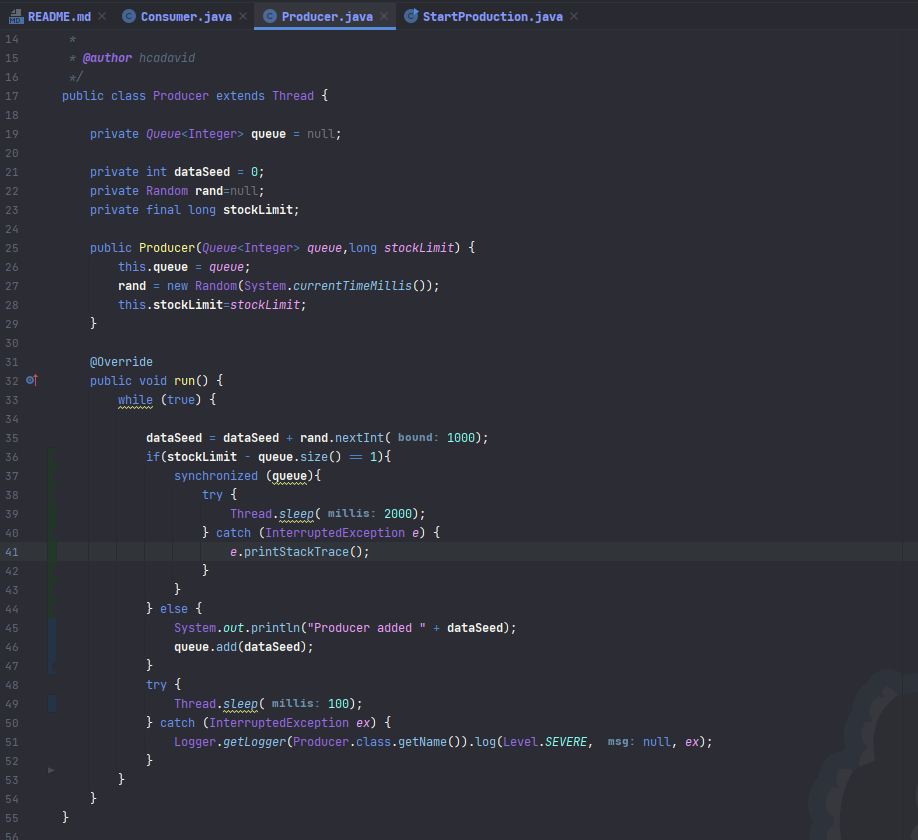 README.md Consumer.java Producer.java StartProduction.java
14 *
15 * @author hcadavid
16 */
17 public class Producer extends Thread {
18
19 private Queue<Integer> queue = null;
20
21 private int dataSeed = 0;
22 private Random rand=null;
23 private final long stockLimit;
24
25 public Producer(Queue<Integer> queue,long stockLimit) {
26 this.queue = queue;
27 rand = new Random(System.currentTimeMillis());
28 this.stockLimit=stockLimit;
29 }
30
31 @Override
32 public void run() {
33 while (true) {
34
35 dataSeed = dataSeed + rand.nextInt( bound: 1000);
36 if(stockLimit - queue.size() == 1){
37 synchronized (queue){
38 try {
39 Thread.sleep( millis: 2000);
40 } catch (InterruptedException e) {
41 e.printStackTrace();
42 }
43 }
44 } else {
45 System.out.println("Producer added " + dataSeed);
46 queue.add(dataSeed);
47 }
48 try {
49 Thread.sleep( millis: 100);
50 } catch (InterruptedException ex) {
51 Logger.getLogger(Producer.class.getName()).log(Level.SEVERE, msg: null, ex);
52 }
53 }
54 }
55 }
56